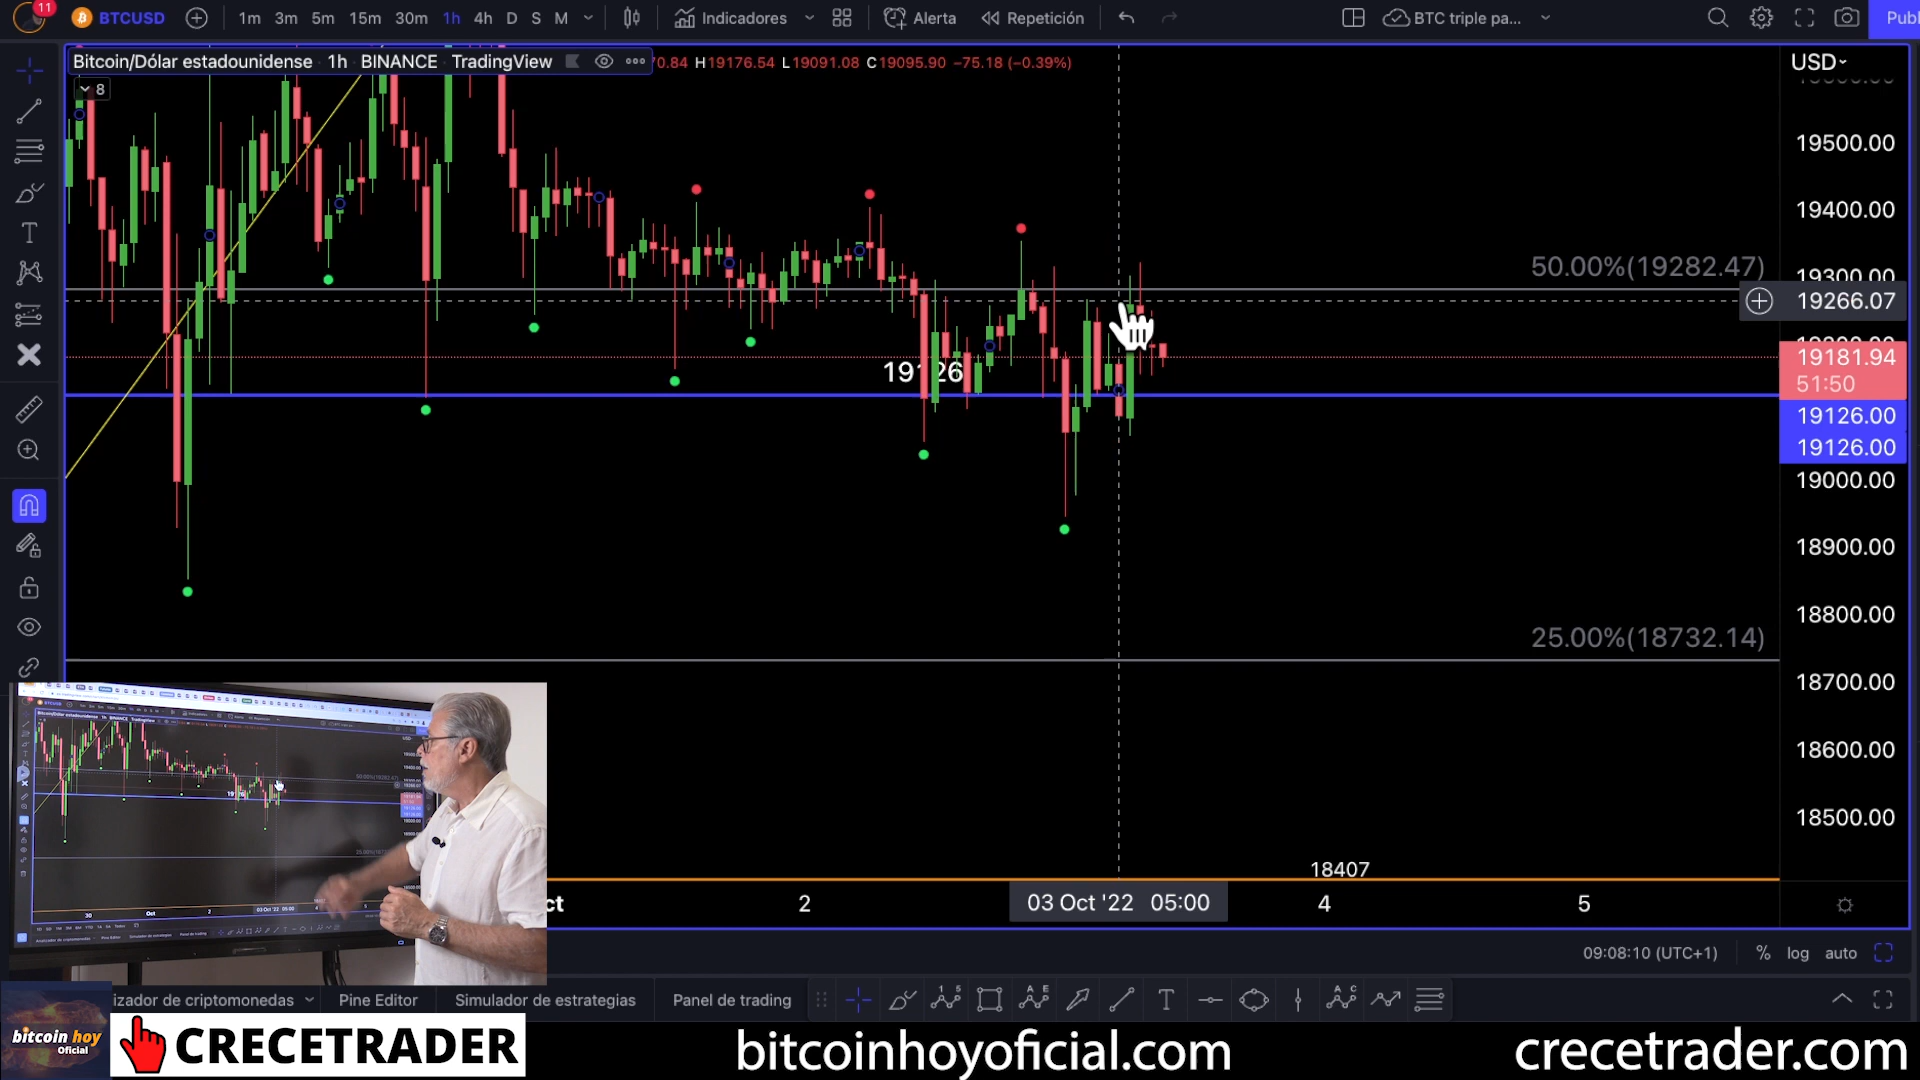 11
BTCUSD 1m 3m 5m 15m 30m 1h 4h D S M Indicadores Alerta Repetición BTC triple pa... Publ
Bitcoin/Dólar estadounidense 1h BINANCE TradingView 70.84 H19176.54 L19091.08 C19095.90 −75.18 (−0.39%)
USD
8
19500.00
19400.00
50.00%(19282.47)
19300.00
19266.07
19181.94
51:50
19126
19126.00
19126.00
19000.00
18900.00
18800.00
25.00%(18732.14)
18700.00
18600.00
18500.00
18407
ct 2 03 Oct '22 05:00 4 5
09:08:10 (UTC+1) % log auto
izador de criptomonedas Pine Editor Simulador de estrategias Panel de trading
bitcoin hoy
Oficial
CRECETRADER
bitcoinhoyoficial.com
crecetrader.com